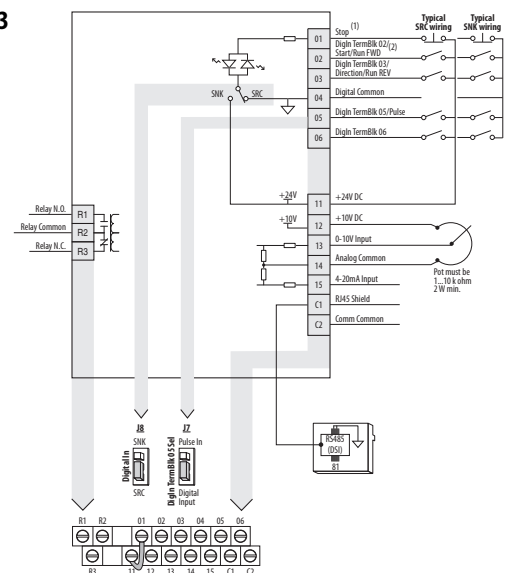 3
Typical
SRC wiring
Typical
SNK wiring
01
Stop (1)
02
DigIn TermBlk 02/ (2)
Start/Run FWD
03
DigIn TermBlk 03/
Direction/Run REV
SNK
SRC
04
Digital Common
05
DigIn TermBlk 05/Pulse
06
DigIn TermBlk 06
+24V
11
+24V DC
+10V
12
+10V DC
13
0-10V Input
14
Analog Common
Pot must be
1...10 k ohm
2 W min.
15
4-20mA Input
C1
RJ45 Shield
C2
Comm Common
Relay N.O.
R1
Relay Common
R2
Relay N.C.
R3
J8
SNK
Digital In
SRC
J7
Pulse In
DigIn TermBlk 05 Sel
Digital
Input
RS485
(DSI)
81
R1 R2 01 02 03 04 05 06
R3 11 12 13 14 15 C1 C2